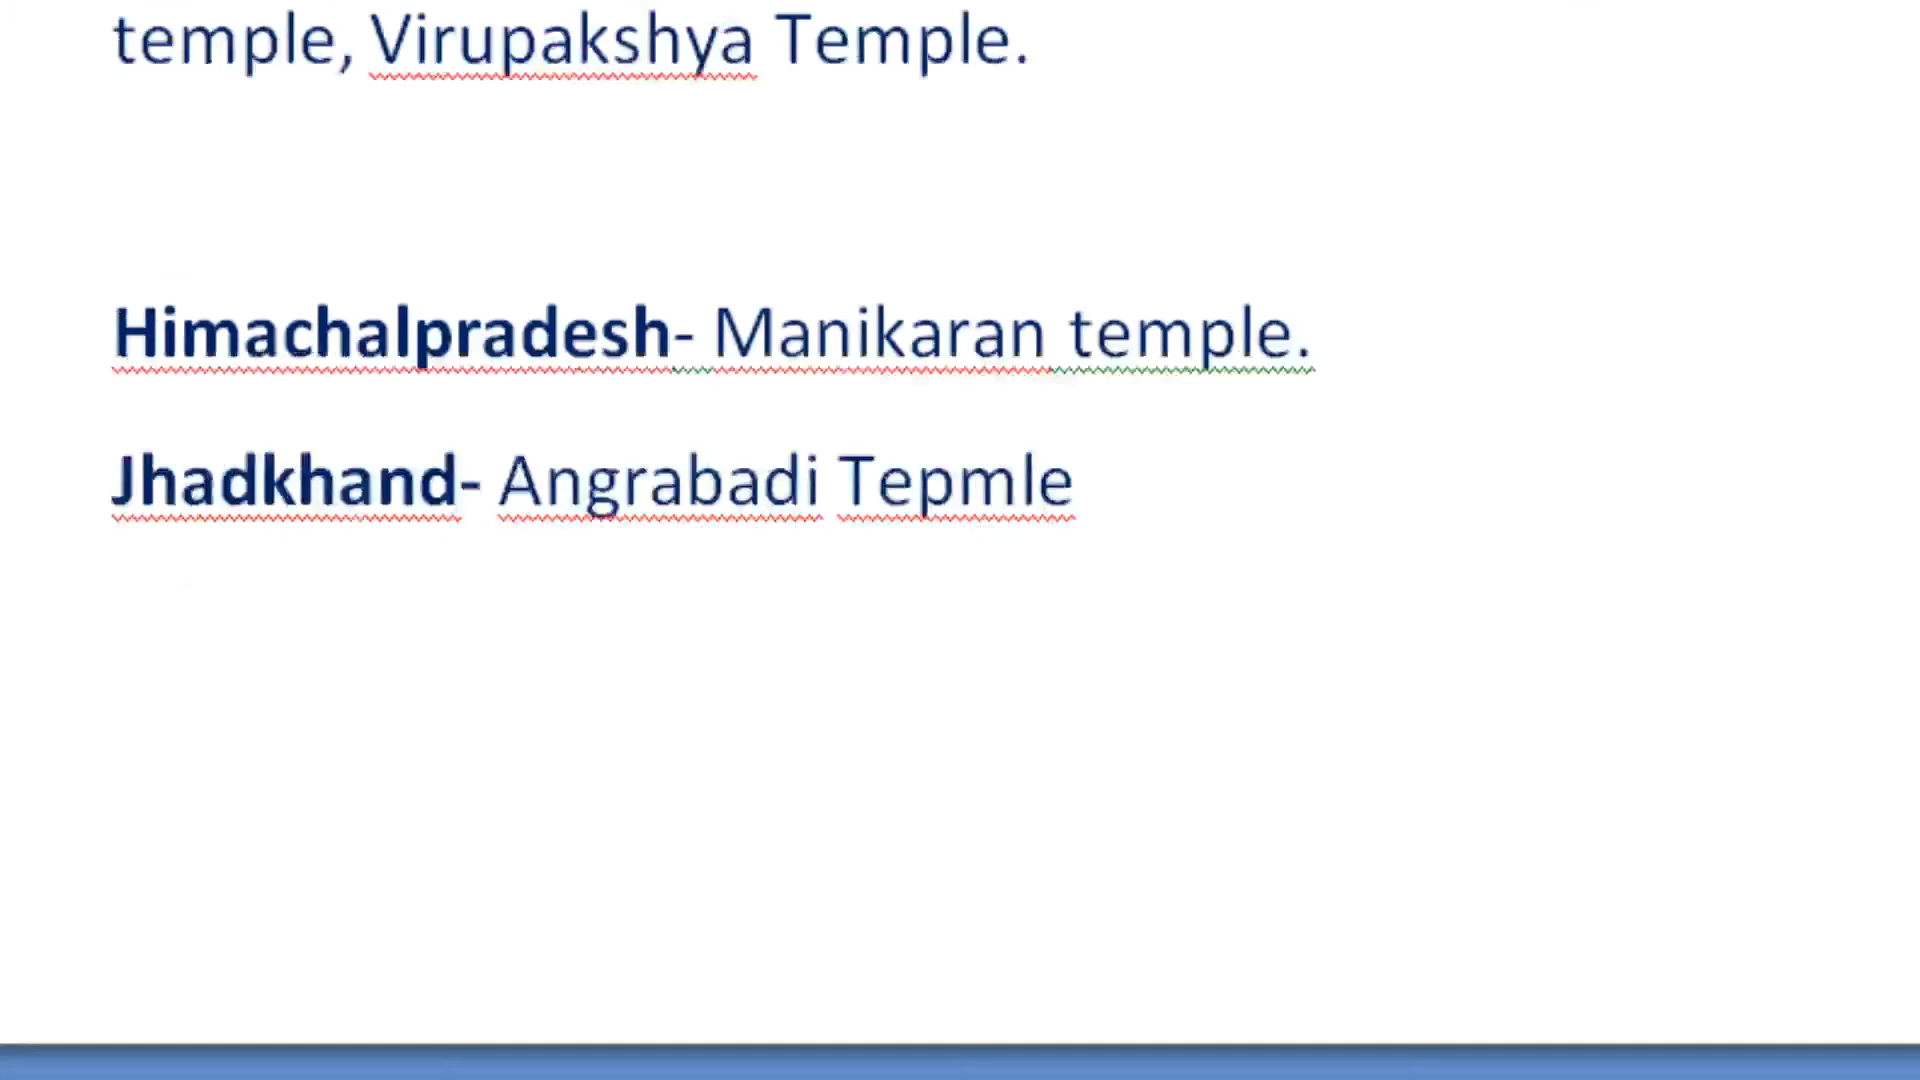 temple, Virupakshya Temple.
Himachalpradesh- Manikaran temple.
Jhadkhand- Angrabadi Tepmle